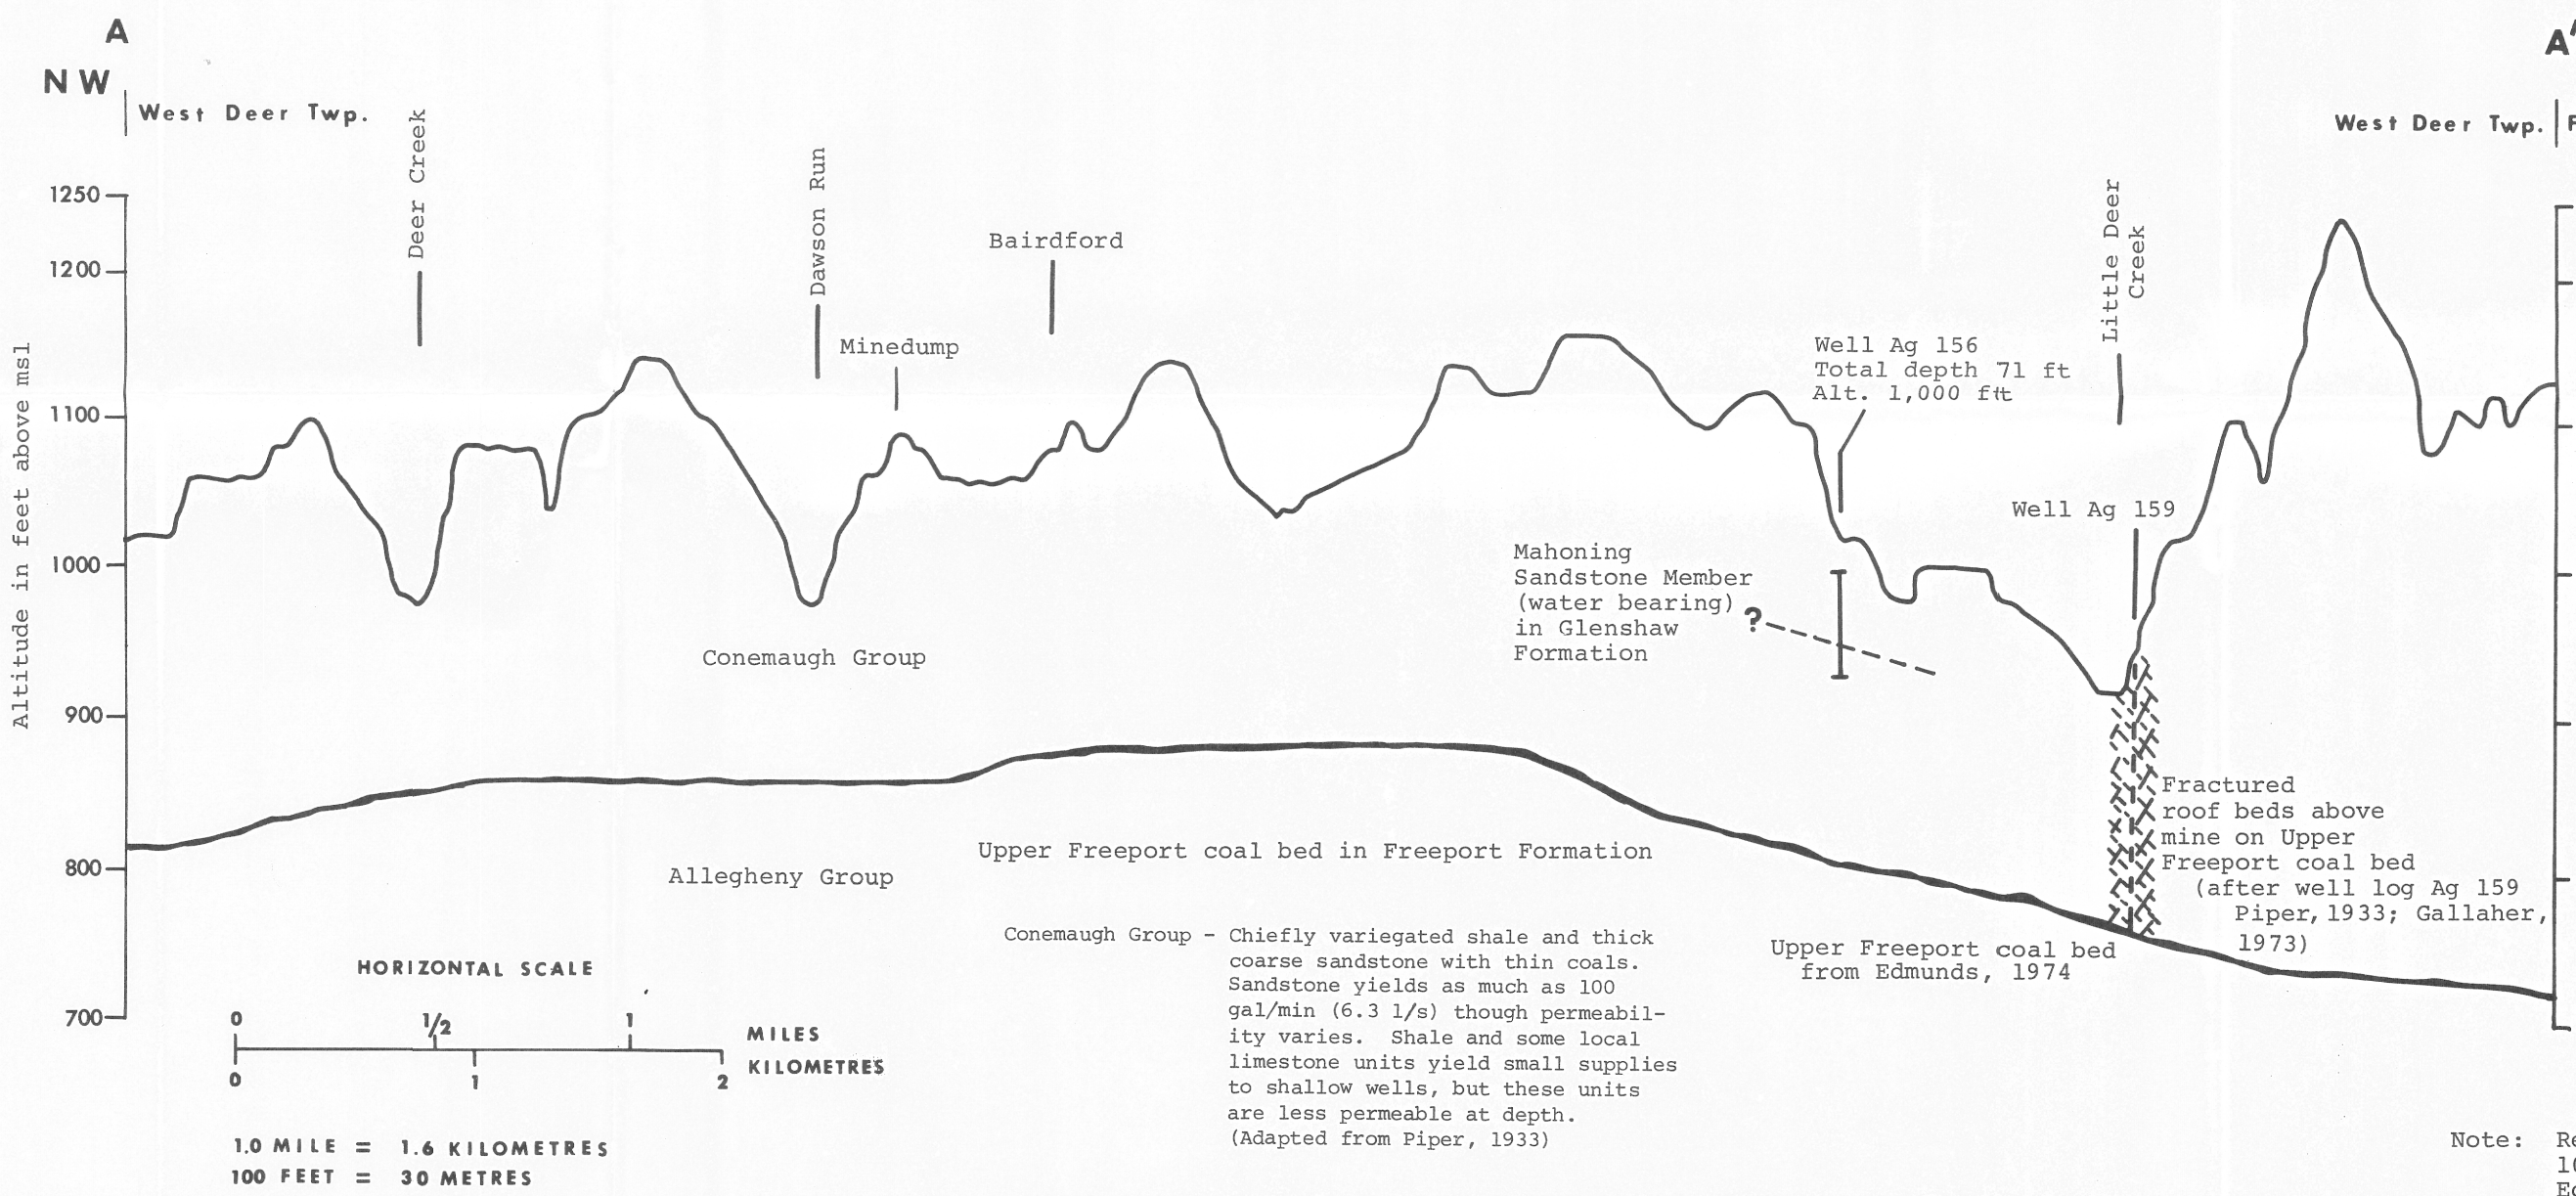 A
A'
NW
West Deer Twp.
West Deer Twp.
F
Deer Creek
Dawson Run
Minedump
Bairdford
Little Deer
Creek
1250
1200
1100
1000
900
800
700
Altitude in feet above msl
Well Ag 156
Total depth 71 ft
Alt. 1,000 ft
Well Ag 159
Mahoning
Sandstone Member
(water bearing)
in Glenshaw
Formation
?
Conemaugh Group
Allegheny Group
Upper Freeport coal bed in Freeport Formation
Fractured
roof beds above
mine on Upper
Freeport coal bed
(after well log Ag 159
Piper, 1933; Gallaher,
1973)
Upper Freeport coal bed
from Edmunds, 1974
Conemaugh Group - Chiefly variegated shale and thick
coarse sandstone with thin coals.
Sandstone yields as much as 100
gal/min (6.3 l/s) though permeabil-
ity varies. Shale and some local
limestone units yield small supplies
to shallow wells, but these units
are less permeable at depth.
(Adapted from Piper, 1933)
HORIZONTAL SCALE
0 1/2 1
MILES
KILOMETRES
0 1 2
1.0 MILE = 1.6 KILOMETRES
100 FEET = 30 METRES
Note: